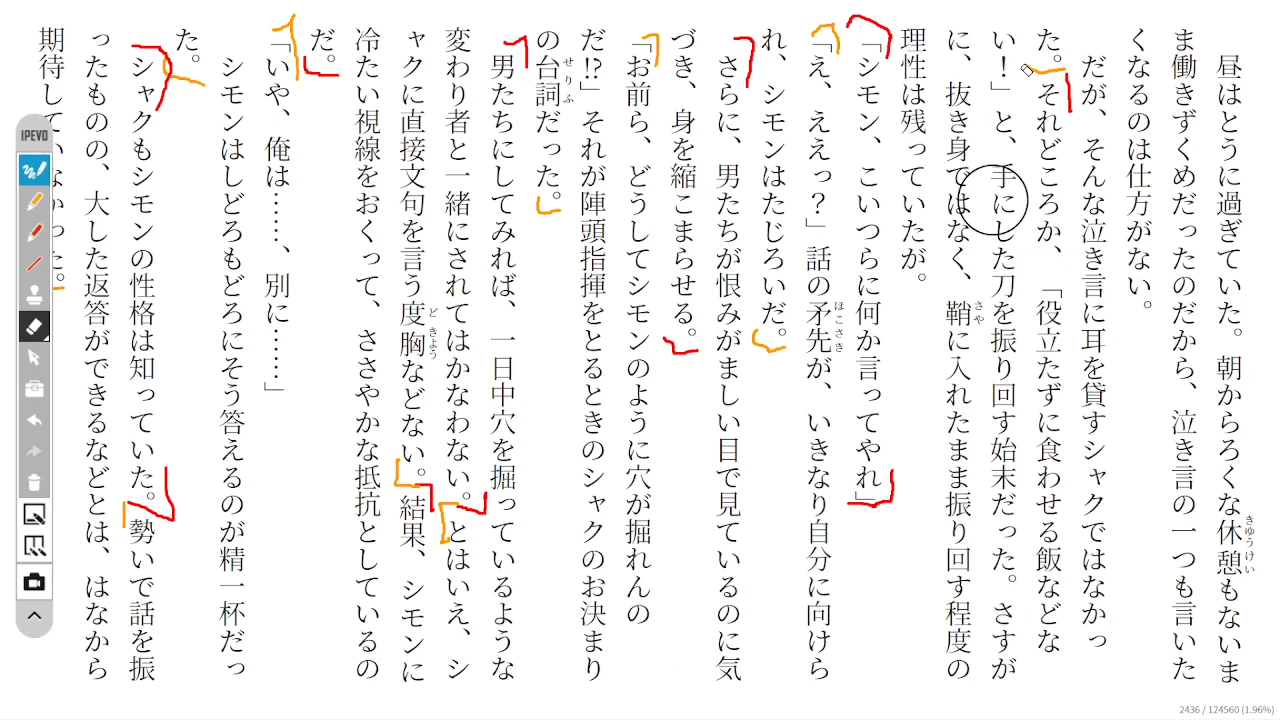 昼はとうに過ぎていた。朝からろくな休憩もないいま
ま働きずくめだったのだから、泣き言の一つも言いた
くなるのは仕方がない。
だが、そんな泣き言に耳を貸すシャクではなかっ
た。それどころか、「役立たずに食わせる飯などな
い！」と、手にした刀を振り回す始末だった。さすが
に、抜き身ではなく、鞘に入れたまま振り回す程度の
理性は残っていたが。
「シモン、こいつらに何か言ってやれ」
「え、ええっ？」話の矛先が、いきなり自分に向けら
れ、シモンはたじろいだ。
さらに、男たちが恨みがましい目で見ているのに気
づき、身を縮こまらせる。
「お前ら、どうしてシモンのように穴が掘れんの
だ!?」それが陣頭指揮をとるときのシャクのお決まり
の台詞だった。
男たちにしてみれば、一日中穴を掘っているような
変わり者と一緒にされてはかなわない。とはいえ、シ
ャクに直接文句を言う度胸などない。結果、シモンに
冷たい視線をおくって、ささやかな抵抗としているの
だ。
「いや、俺は……、別に……」
シモンはしどろもどろにそう答えるのが精一杯だっ
た。
「シャクもシモンの性格は知っていた。勢いで話を振
ったものの、大した返答ができるなどとは、はなから
期待していなかった。
きゅうけい
さや
ほこさき
せりふ
ど きょう
IPEVO
2436 / 124560 (1.96%)